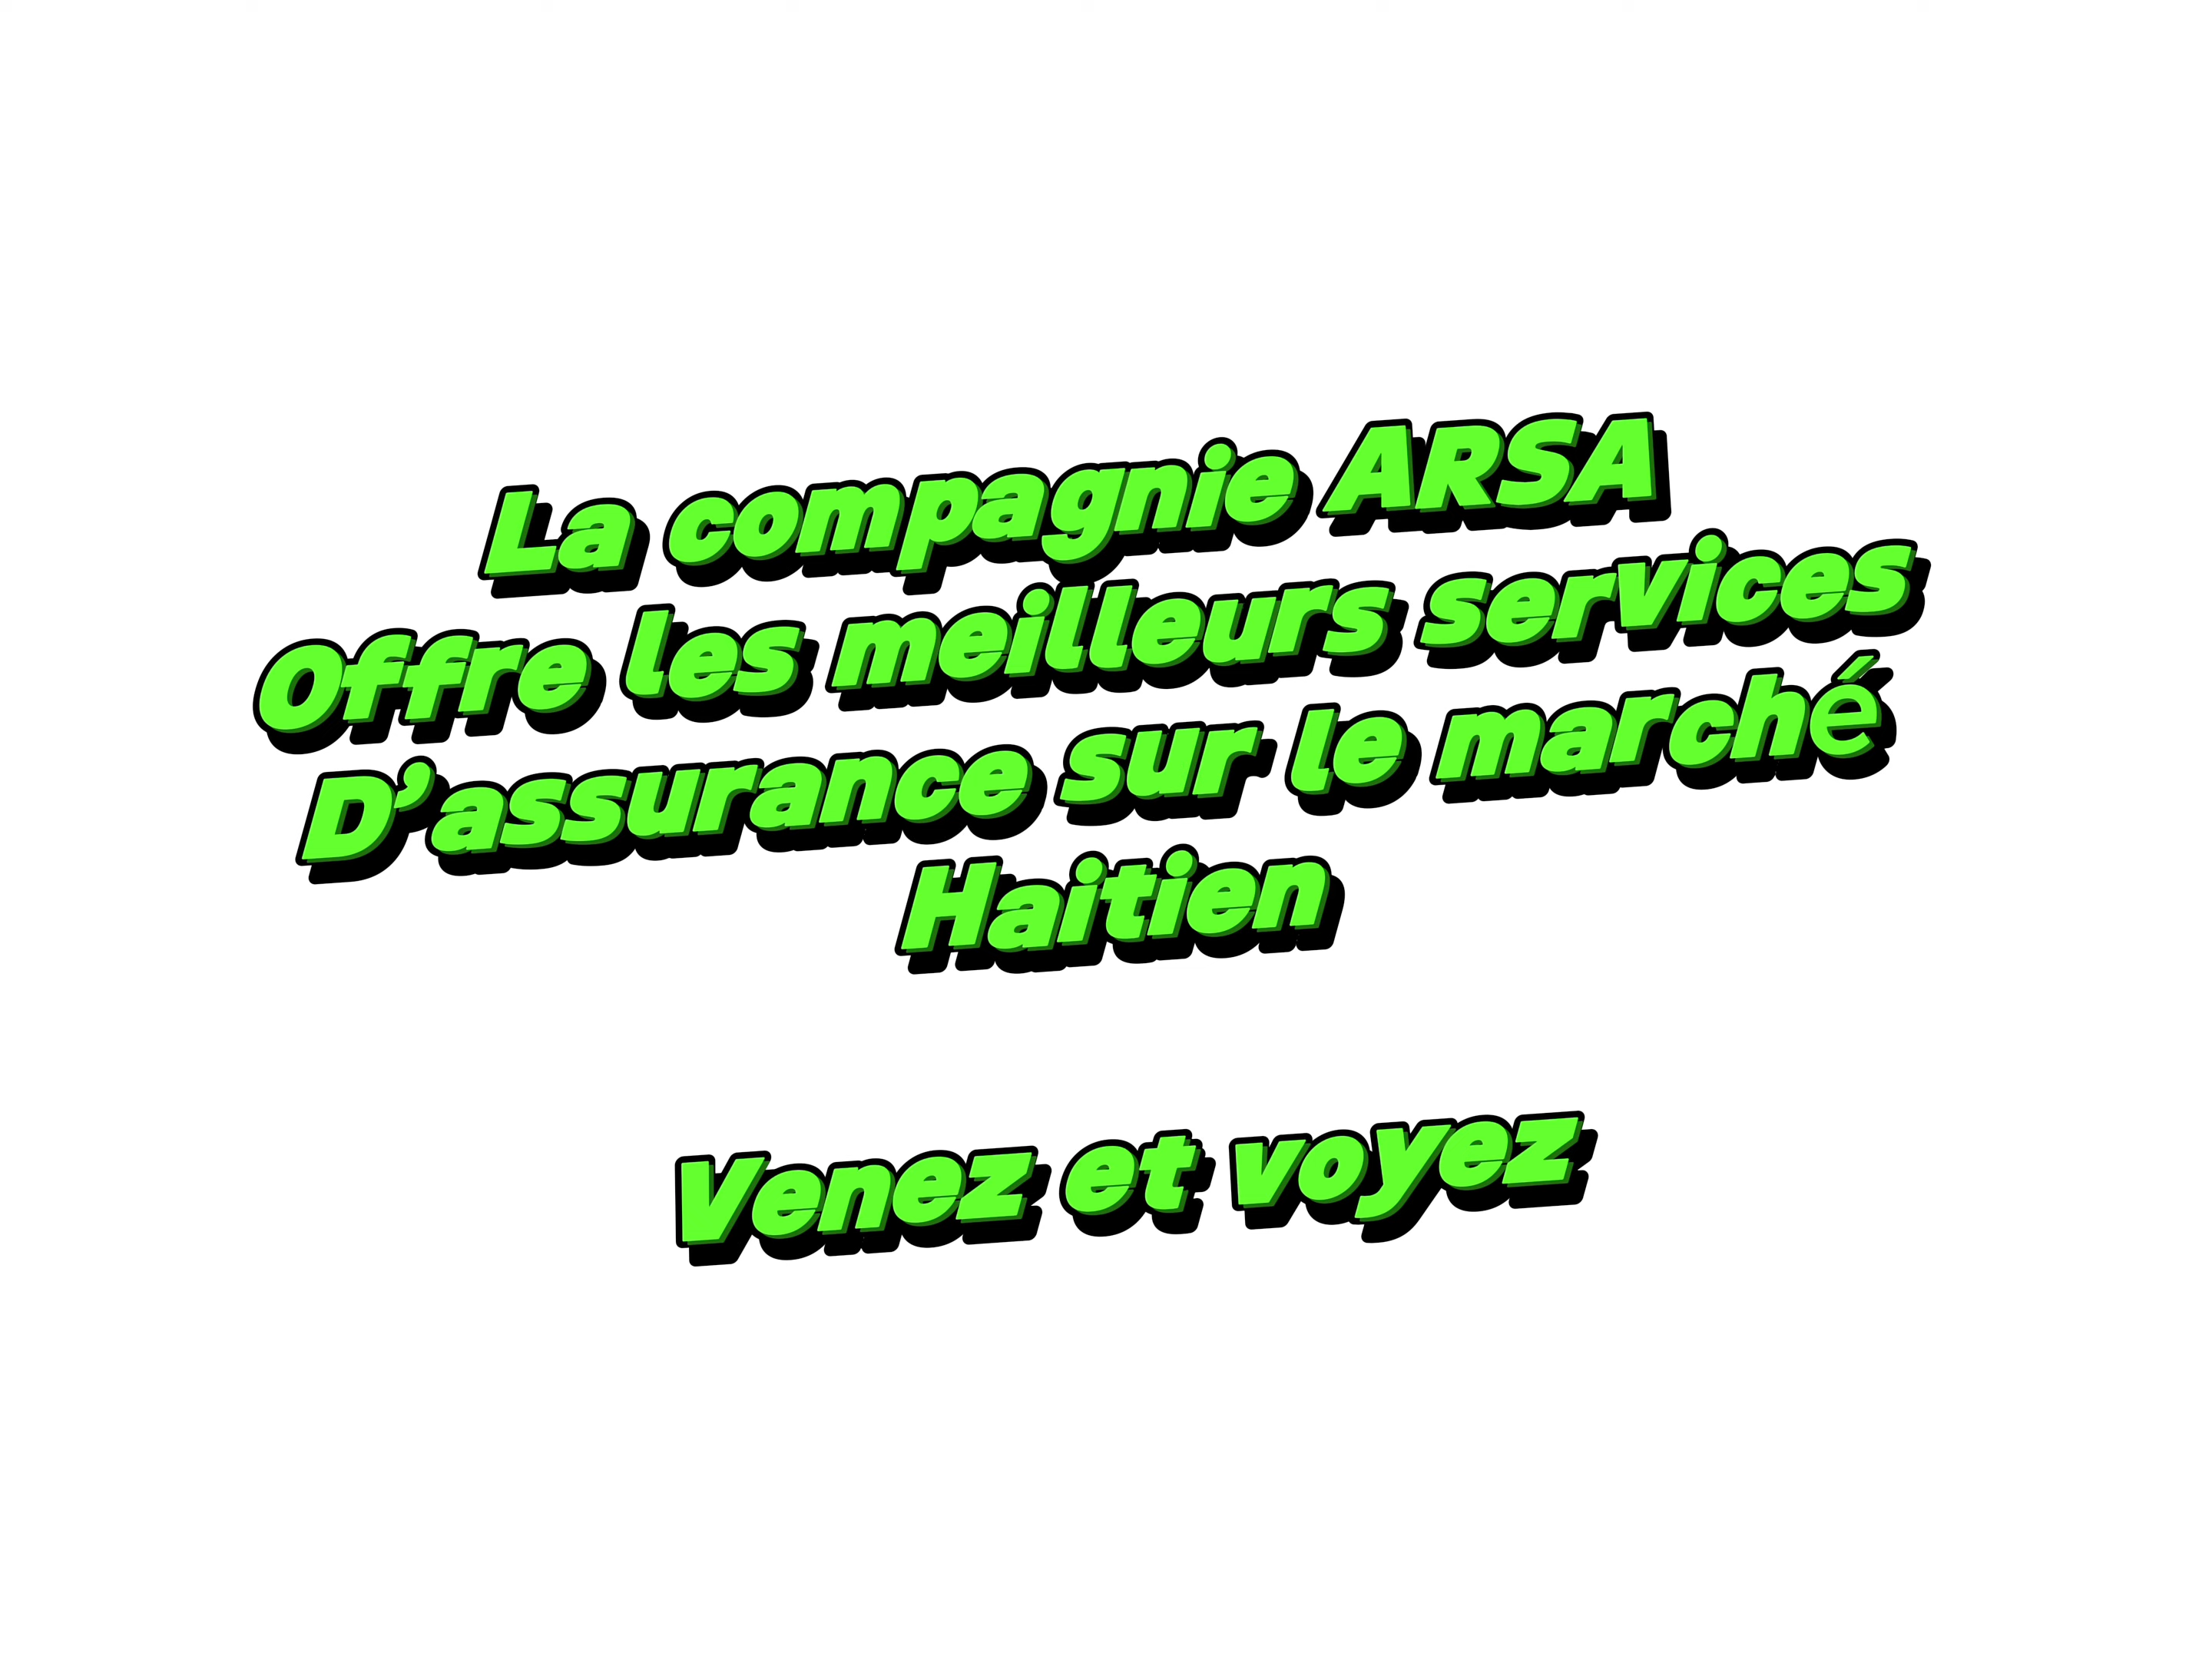 La compagnie ARSA
Offre les meilleurs services
D’assurance sur le marché
Haitien
Venez et voyez